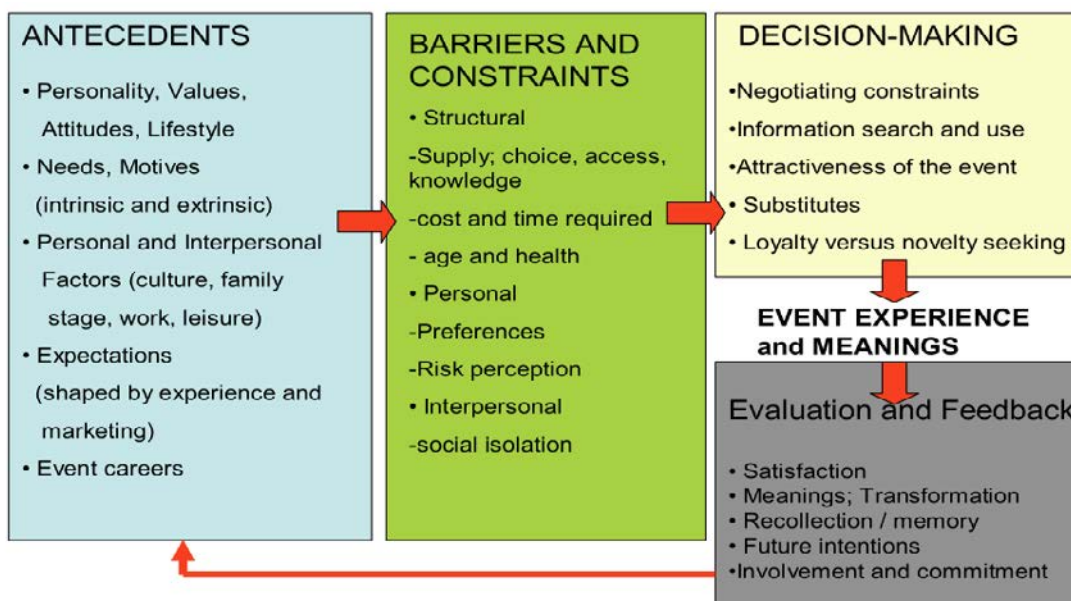 ANTECEDENTS
• Personality, Values,
Attitudes, Lifestyle
• Needs, Motives
(intrinsic and extrinsic)
• Personal and Interpersonal
Factors (culture, family
stage, work, leisure)
• Expectations
(shaped by experience and
marketing)
• Event careers
BARRIERS AND
CONSTRAINTS
• Structural
-Supply; choice, access,
knowledge
-cost and time required
- age and health
• Personal
-Preferences
-Risk perception
• Interpersonal
-social isolation
DECISION-MAKING
•Negotiating constraints
•Information search and use
•Attractiveness of the event
• Substitutes
• Loyalty versus novelty seeking
EVENT EXPERIENCE
and MEANINGS
Evaluation and Feedback
• Satisfaction
• Meanings; Transformation
• Recollection / memory
• Future intentions
•Involvement and commitment